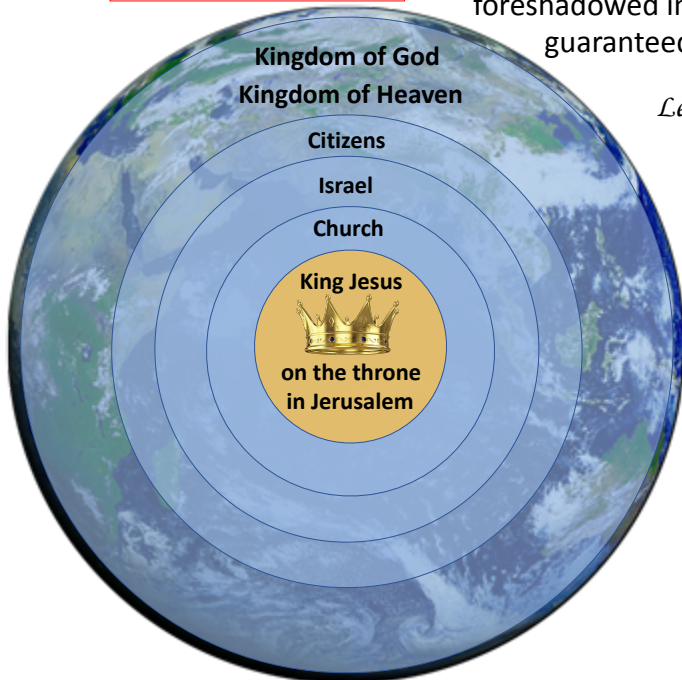 foreshadowed in
guaranteed
Kingdom of God
Kingdom of Heaven
Citizens
Israel
Church
King Jesus
on the throne
in Jerusalem